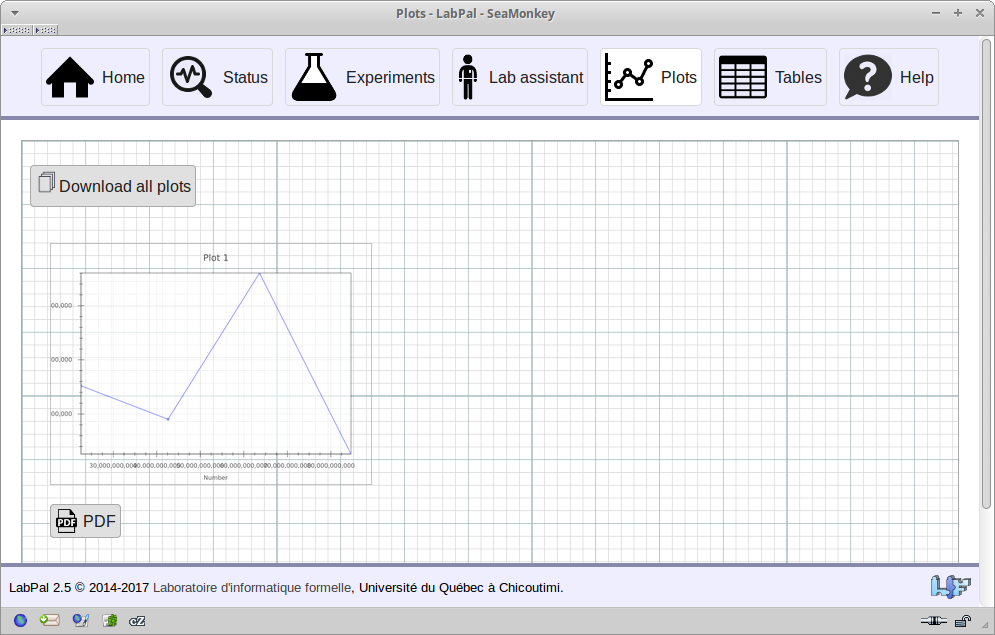 Plots - LabPal - SeaMonkey
Home
Status
Experiments
Lab assistant
Plots
Tables
Help
Download all plots
Plot 1
00,000
00,000
00,000
30,000,000,000 40,000,000,000 50,000,000,000 60,000,000,000 70,000,000,000 80,000,000,000
Number
PDF PDF
LabPal 2.5 © 2014-2017 Laboratoire d'informatique formelle, Université du Québec à Chicoutimi.
cZ